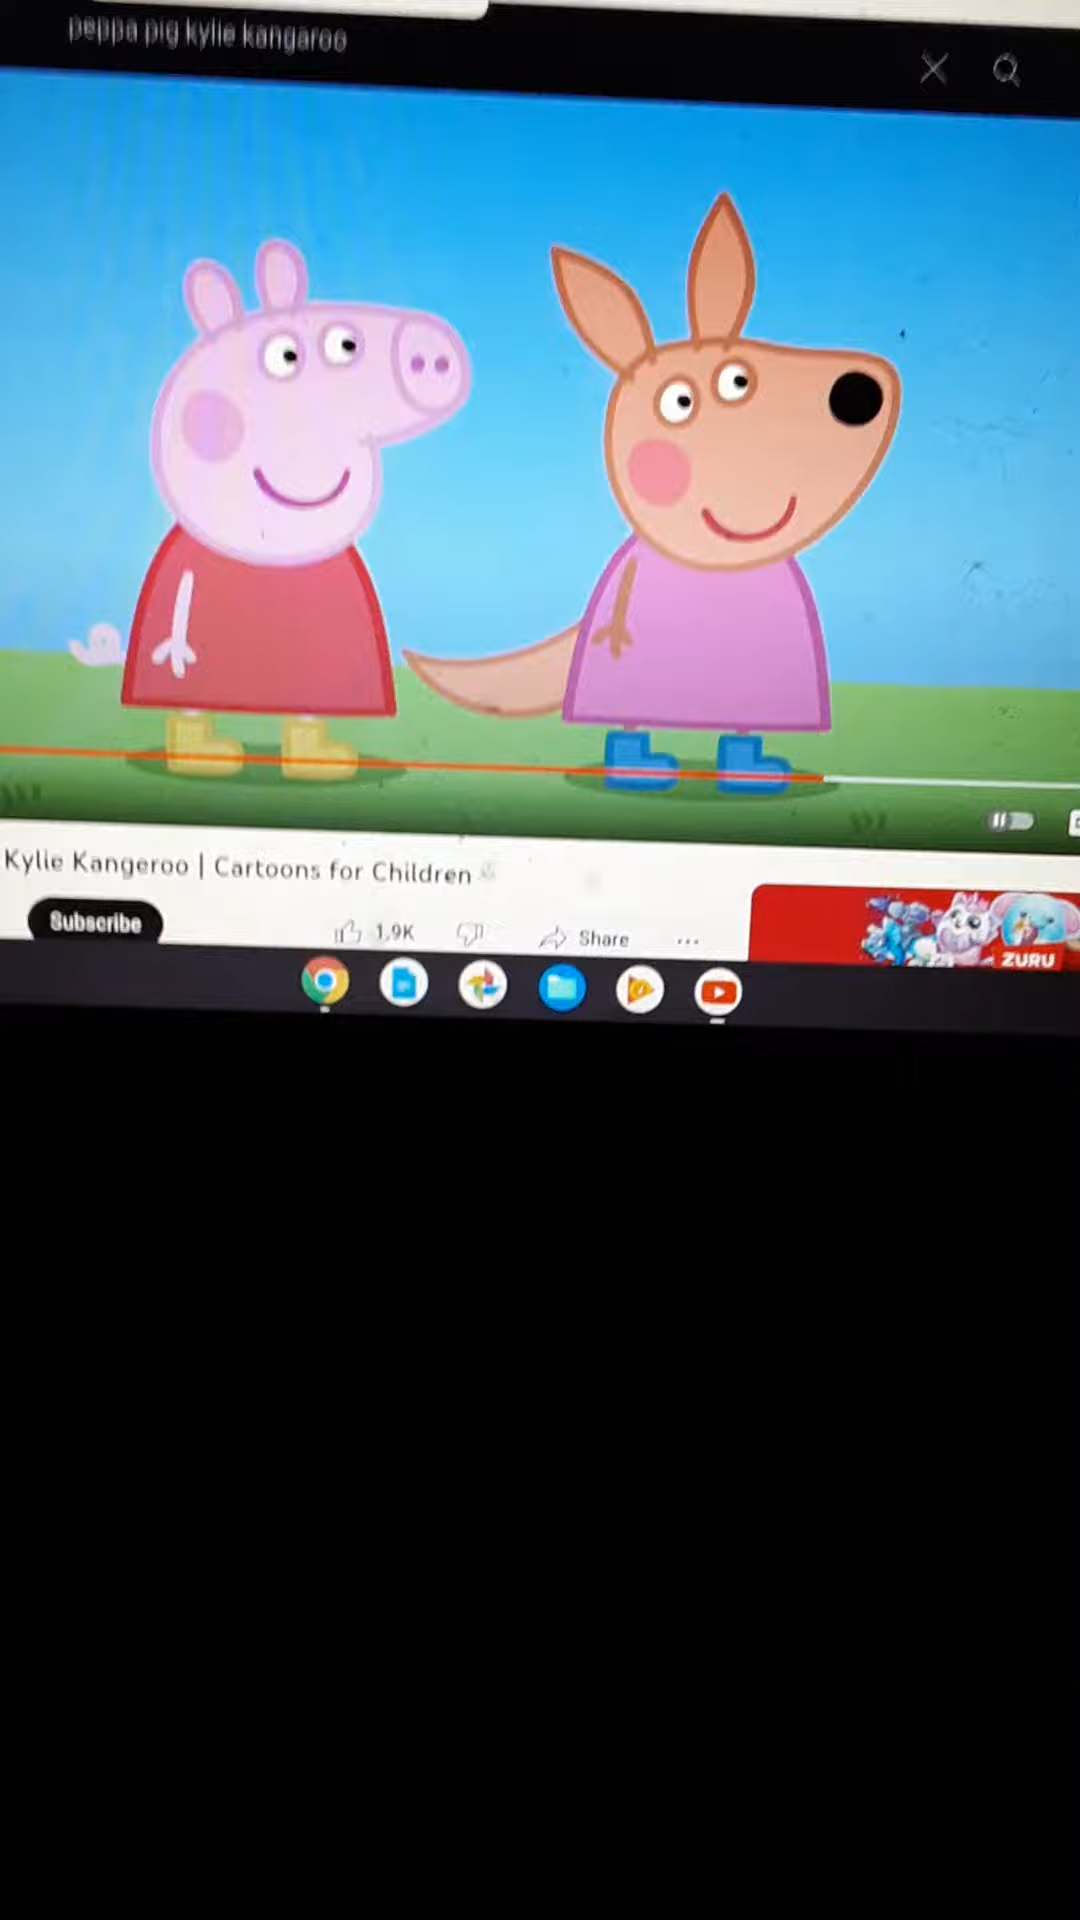 peppa pig kylie kangaroo
Kylie Kangeroo | Cartoons for Children
Subscribe
1.9K
Share
ZURU